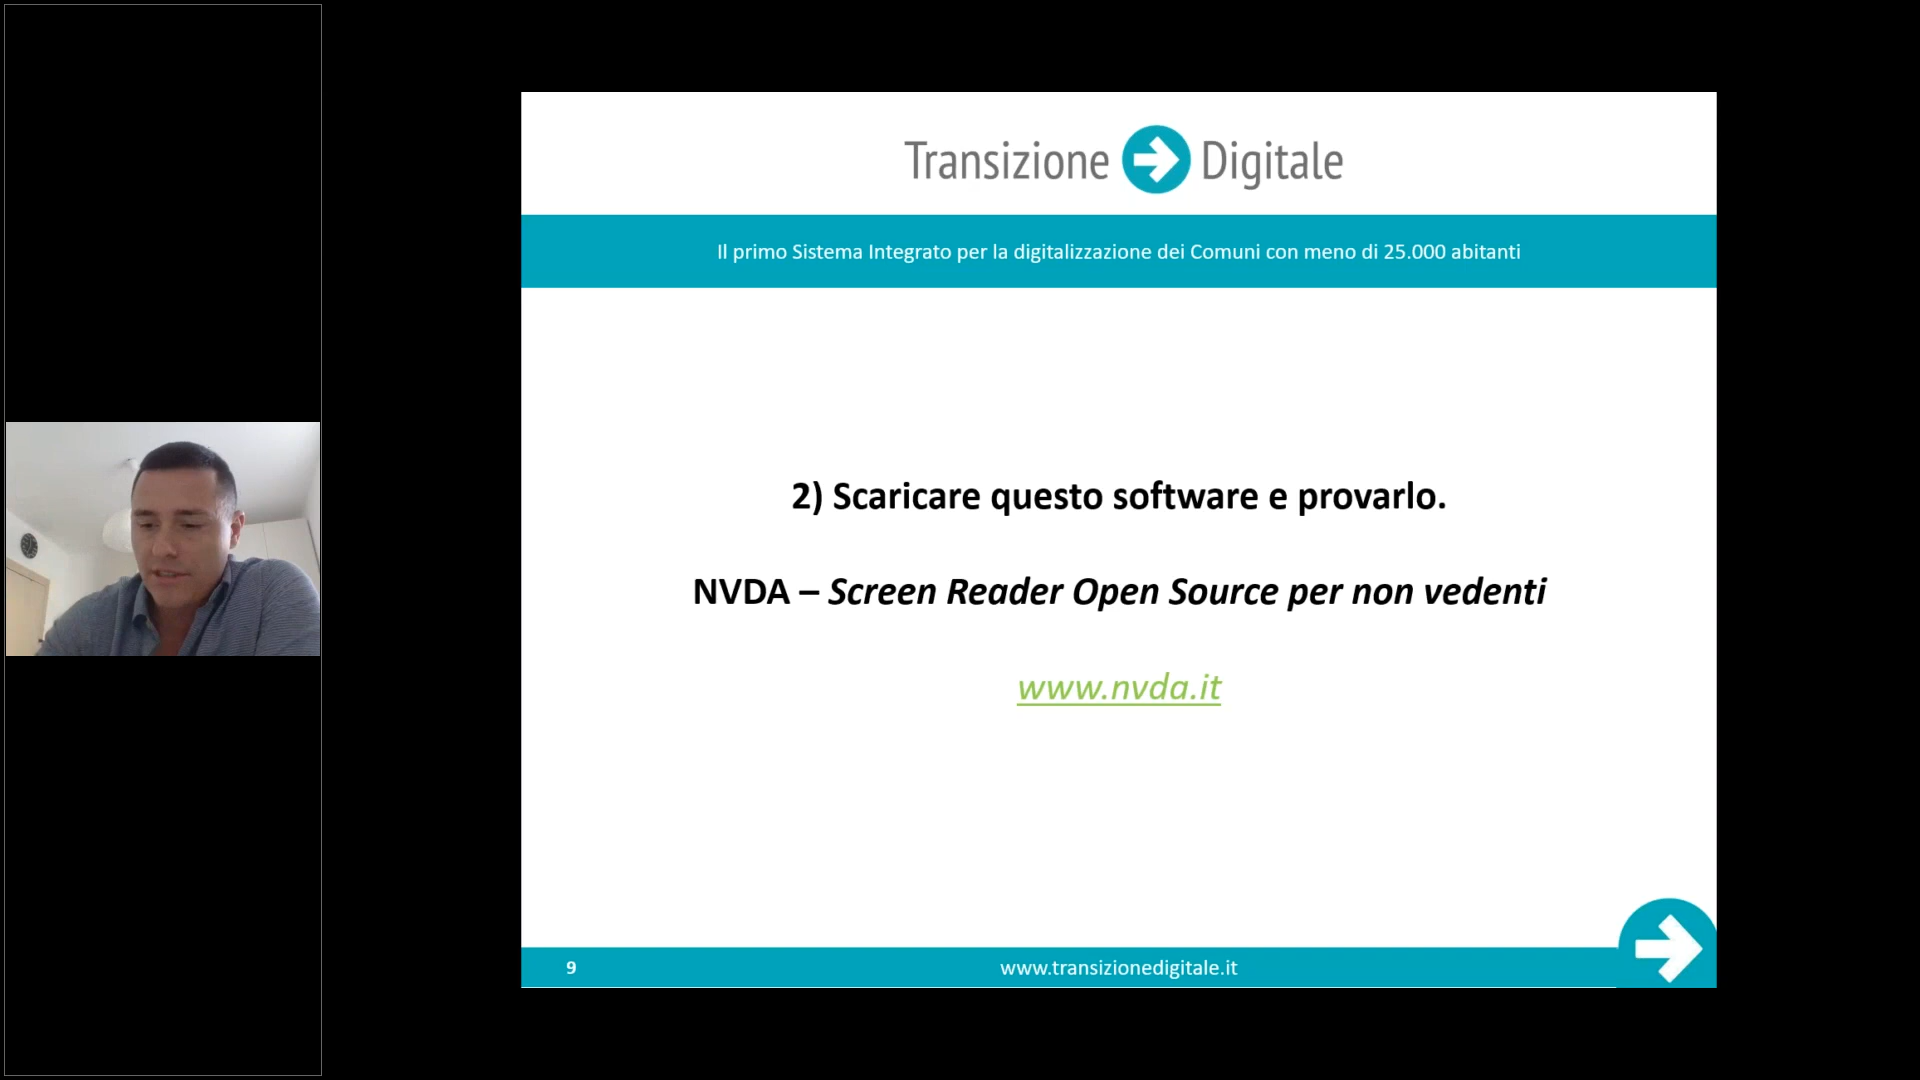 Transizione Digitale
Il primo Sistema Integrato per la digitalizzazione dei Comuni con meno di 25.000 abitanti
2) Scaricare questo software e provarlo.
NVDA – Screen Reader Open Source per non vedenti
www.nvda.it
9
www.transizionedigitale.it